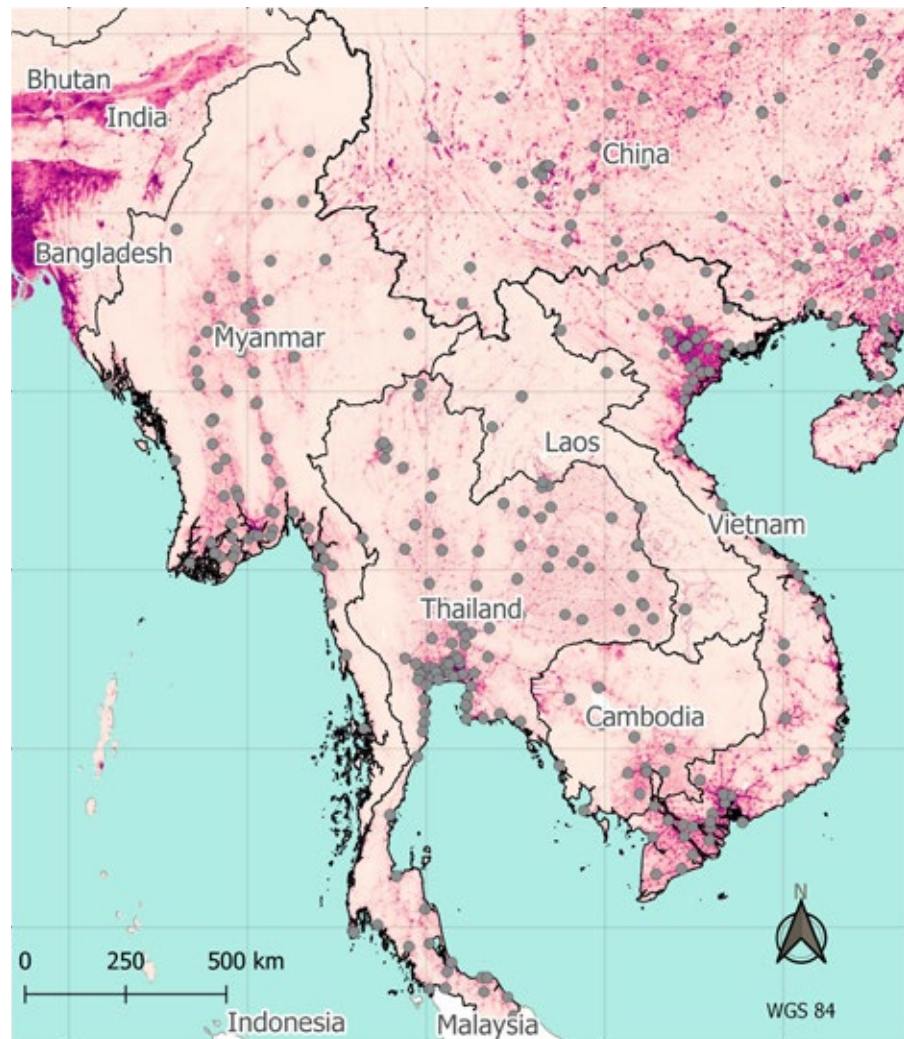 Bhutan
India
China
Bangladesh
Myanmar
Laos
Vietnam
Thailand
Cambodia
N
0 250 500 km
WGS 84
Indonesia
Malaysia